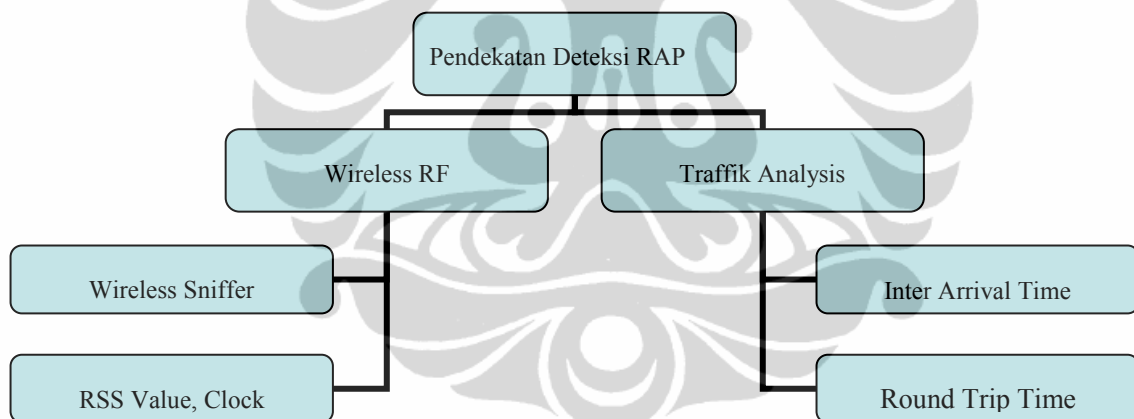 Pendekatan Deteksi RAP
Wireless RF
Traffik Analysis
Wireless Sniffer
Inter Arrival Time
RSS Value, Clock
Round Trip Time